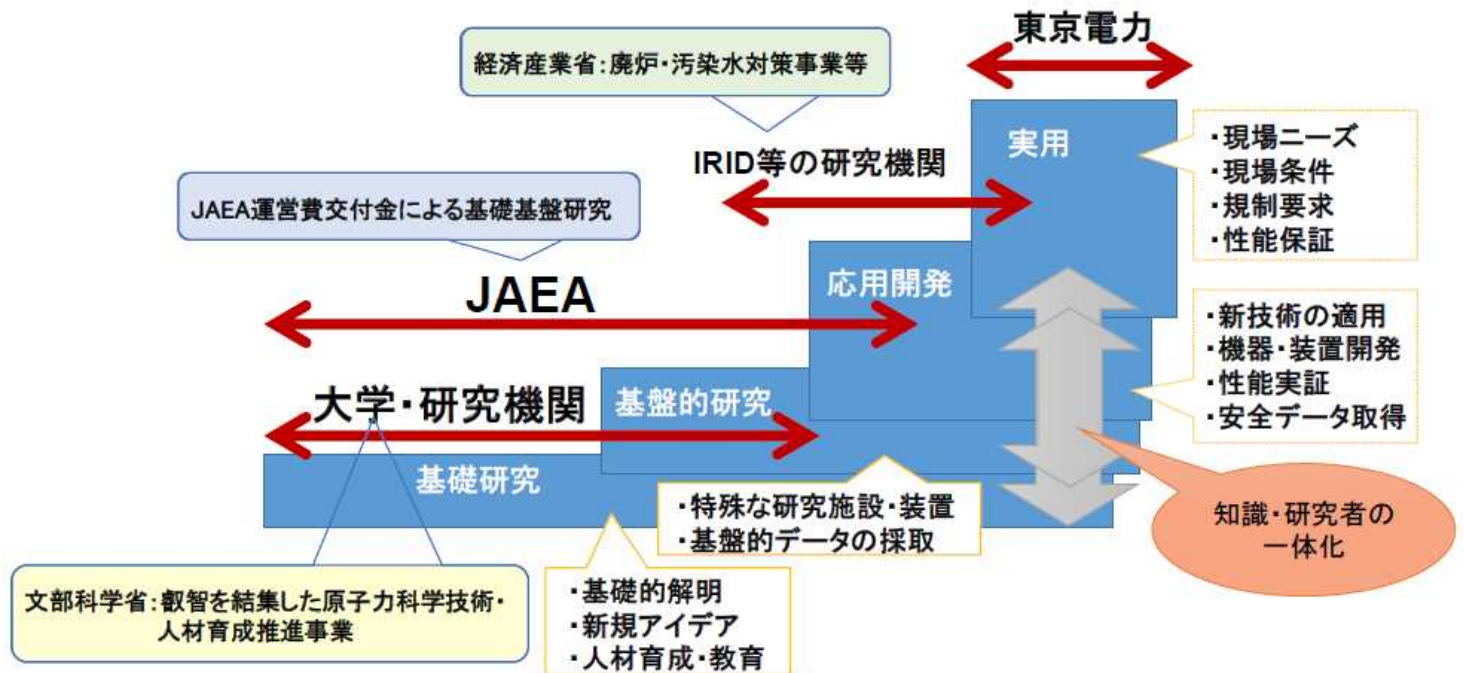 東京電力
経済産業省：廃炉・汚染水対策事業等
実用
・現場ニーズ
・現場条件
・規制要求
・性能保証
IRID等の研究機関
JAEA運営費交付金による基礎基盤研究
JAEA
応用開発
・新技術の適用
・機器・装置開発
・性能実証
・安全データ取得
大学・研究機関
基盤的研究
基礎研究
・特殊な研究施設・装置
・基盤的データの採取
知識・研究者の
一体化
文部科学省：叡智を結集した原子力科学技術・
人材育成推進事業
・基礎的解明
・新規アイデア
・人材育成・教育